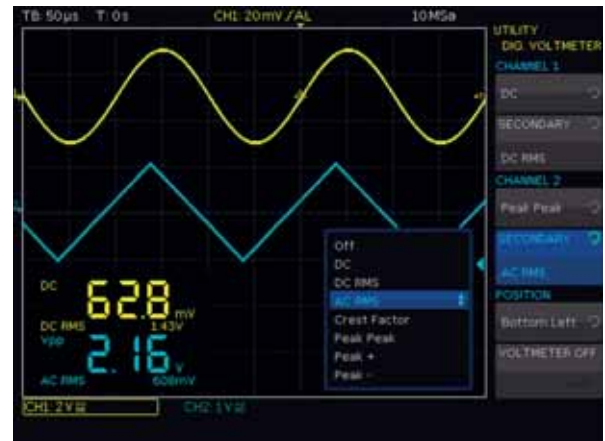 TB: 50µs T: 0s CH1: 20mV / AL 10MSa
UTILITY
DIG. VOLTMETER
CHANNEL 1
DC
SECONDARY
DC RMS
CHANNEL 2
Peak Peak
SECONDARY
AC RMS
POSITION
Bottom Left
VOLTMETER OFF
Off
DC
DC RMS
AC RMS
Crest Factor
Peak Peak
Peak +
Peak -
DC 62.8 mV
DC RMS 1.43V
Vpp 2.16 V
AC RMS 608mV
CH1: 2 V CH2: 1 V